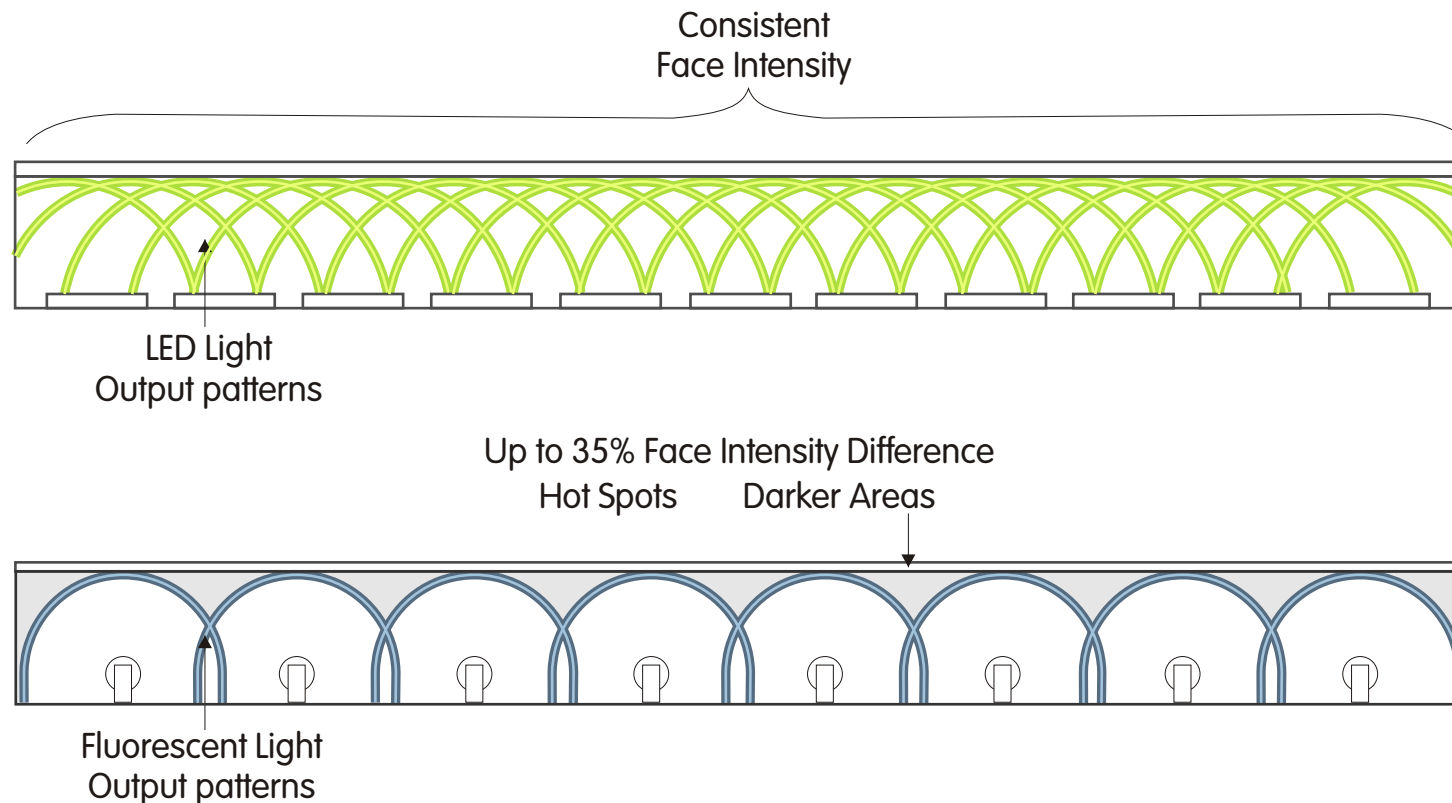 Consistent
Face Intensity
LED Light
Output patterns
Up to 35% Face Intensity Difference
Hot Spots Darker Areas
Fluorescent Light
Output patterns